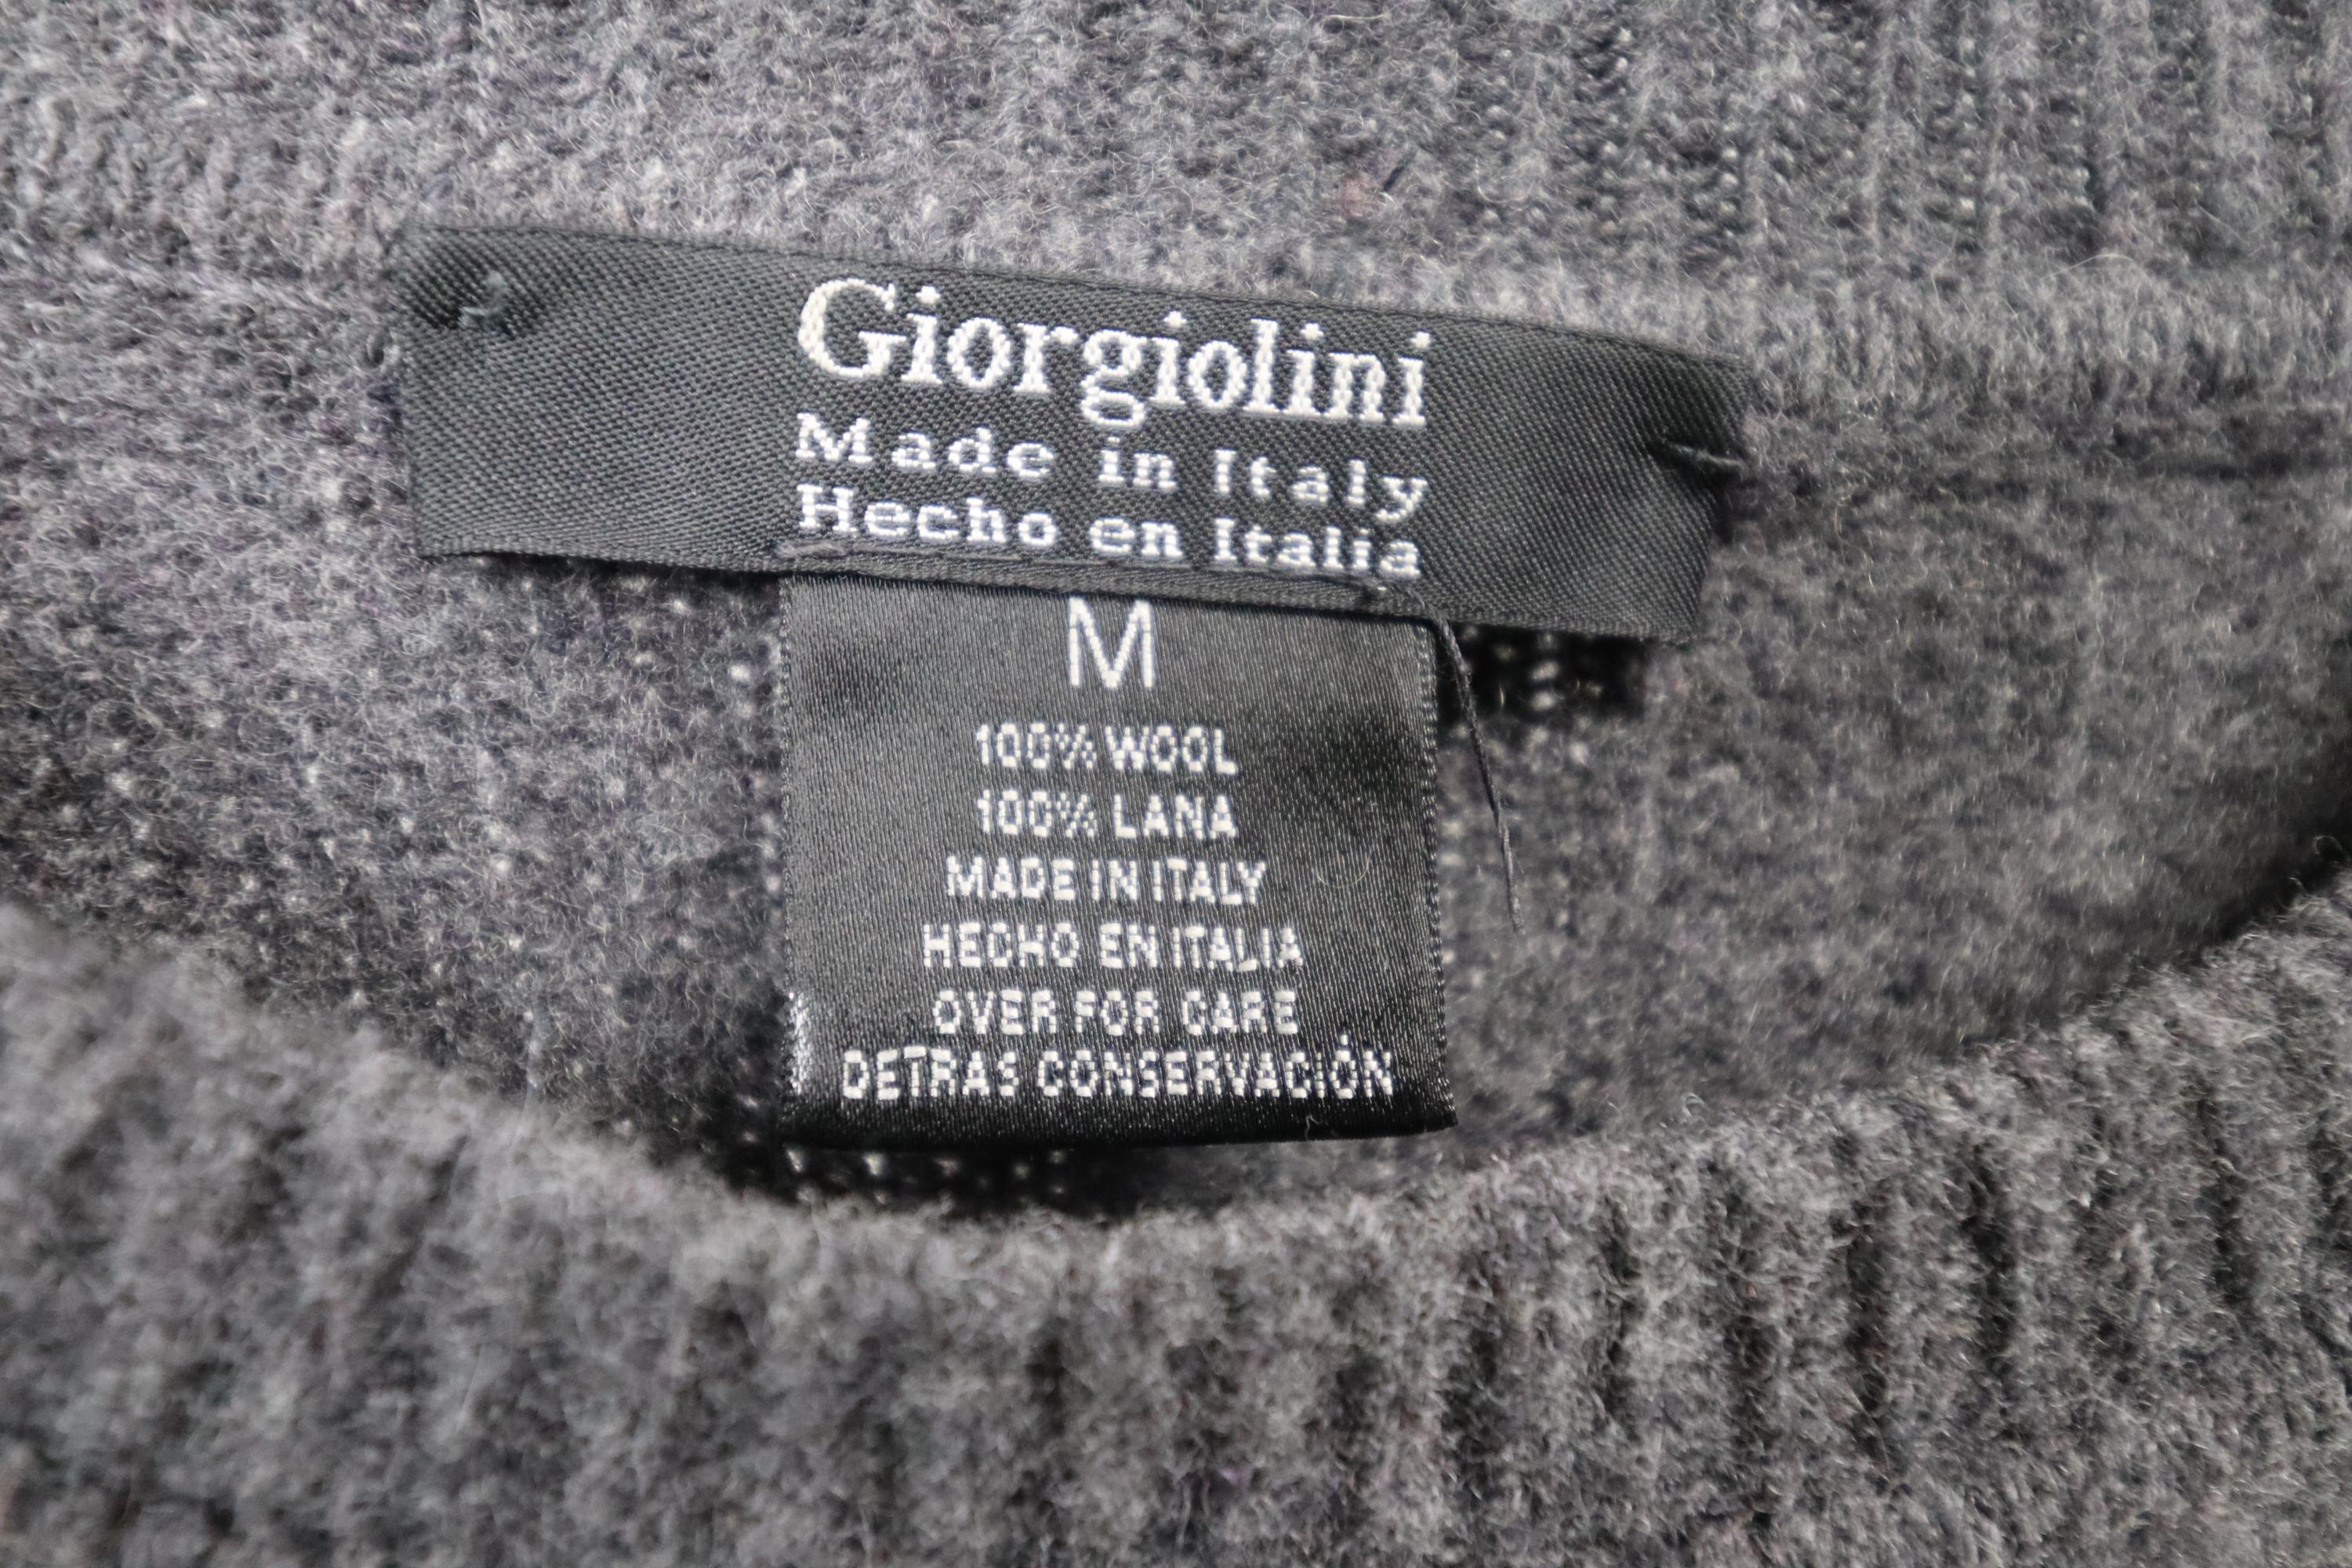 Giorgiolini
Made in Italy
Hecho en Italia
M
100% WOOL
100% LANA
MADE IN ITALY
HECHO EN ITALIA
OVER FOR CARE
DETRAS CONSERVACIÓN